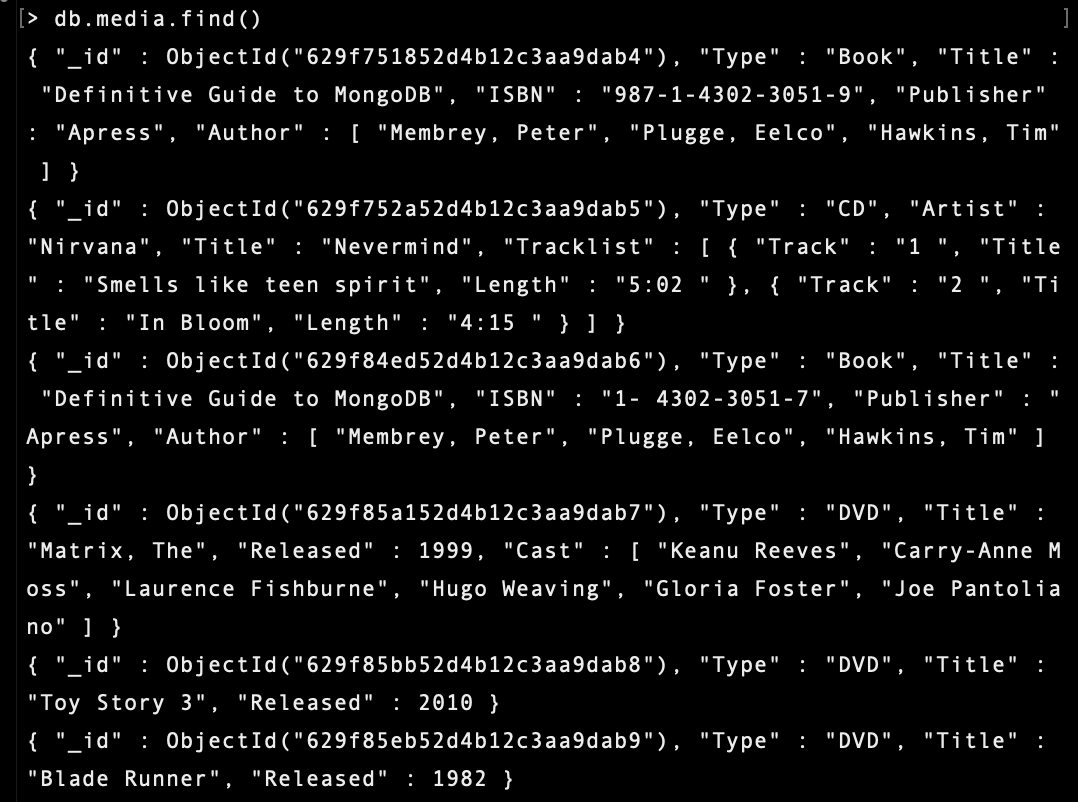 [> db.media.find() ]
{ "_id" : ObjectId("629f751852d4b12c3aa9dab4"), "Type" : "Book", "Title" :
 "Definitive Guide to MongoDB", "ISBN" : "987-1-4302-3051-9", "Publisher"
: "Apress", "Author" : [ "Membrey, Peter", "Plugge, Eelco", "Hawkins, Tim"
 ] }
{ "_id" : ObjectId("629f752a52d4b12c3aa9dab5"), "Type" : "CD", "Artist" :
"Nirvana", "Title" : "Nevermind", "Tracklist" : [ { "Track" : "1 ", "Title
" : "Smells like teen spirit", "Length" : "5:02 " }, { "Track" : "2 ", "Ti
tle" : "In Bloom", "Length" : "4:15 " } ] }
{ "_id" : ObjectId("629f84ed52d4b12c3aa9dab6"), "Type" : "Book", "Title" :
 "Definitive Guide to MongoDB", "ISBN" : "1- 4302-3051-7", "Publisher" : "
Apress", "Author" : [ "Membrey, Peter", "Plugge, Eelco", "Hawkins, Tim" ]
}
{ "_id" : ObjectId("629f85a152d4b12c3aa9dab7"), "Type" : "DVD", "Title" :
"Matrix, The", "Released" : 1999, "Cast" : [ "Keanu Reeves", "Carry-Anne M
oss", "Laurence Fishburne", "Hugo Weaving", "Gloria Foster", "Joe Pantolia
no" ] }
{ "_id" : ObjectId("629f85bb52d4b12c3aa9dab8"), "Type" : "DVD", "Title" :
"Toy Story 3", "Released" : 2010 }
{ "_id" : ObjectId("629f85eb52d4b12c3aa9dab9"), "Type" : "DVD", "Title" :
"Blade Runner", "Released" : 1982 }